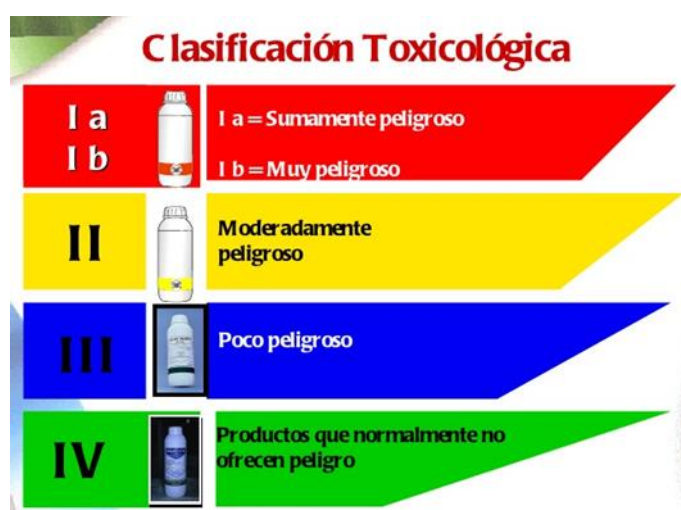 Clasificación Toxicológica
I a
I b
I a = Sumamente peligroso
I b = Muy peligroso
II
Moderadamente
peligroso
III
Poco peligroso
IV
Productos que normalmente no
ofrecen peligro